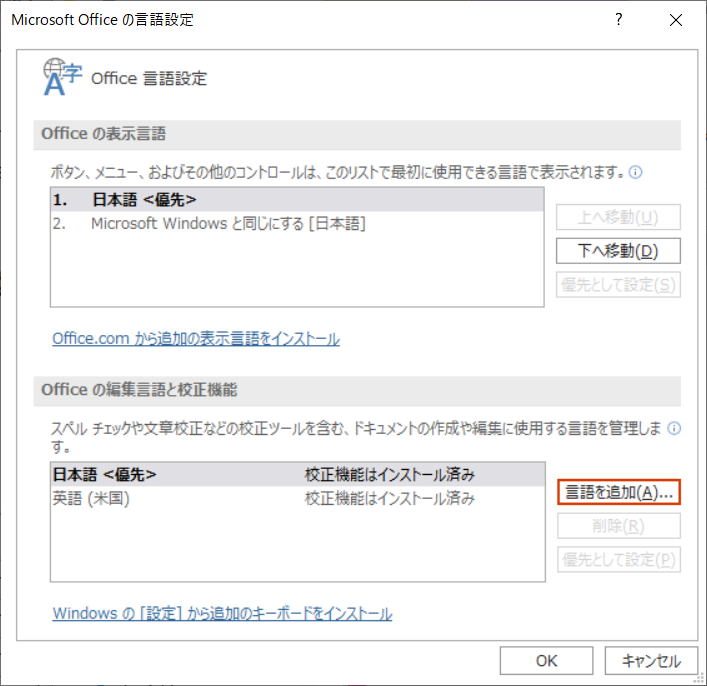 Microsoft Office の言語設定
?
A字
Office 言語設定
Office の表示言語
ボタン、メニュー、およびその他のコントロールは、このリストで最初に使用できる言語で表示されます。
1. 日本語 <優先>
2. Microsoft Windows と同じにする [日本語]
上へ移動(U)
下へ移動(D)
優先として設定(S)
Office.com から追加の表示言語をインストール
Office の編集言語と校正機能
スペル チェックや文章校正などの校正ツールを含む、ドキュメントの作成や編集に使用する言語を管理しま
す。
日本語 <優先> 校正機能はインストール済み
英語 (米国) 校正機能はインストール済み
言語を追加(A)...
削除(R)
優先として設定(P)
Windows の [設定] から追加のキーボードをインストール
OK
キャンセル